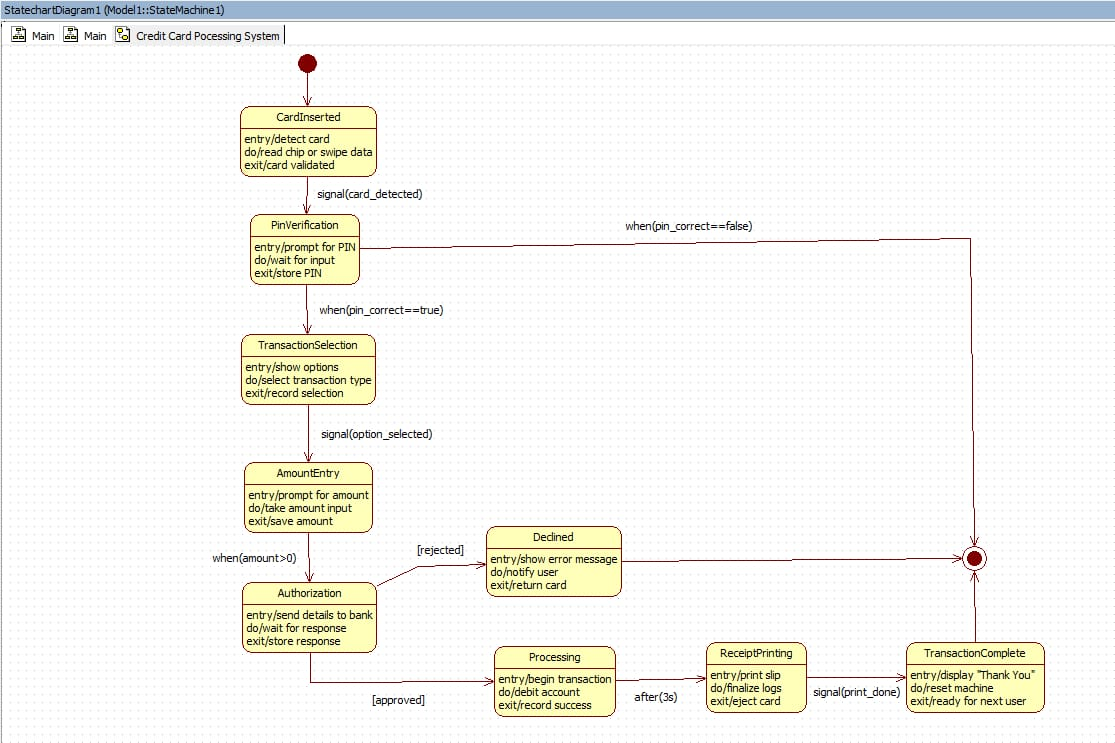 StatechartDiagram1 (Model1::StateMachine1)
Main Main Credit Card Pocessing System
CardInserted
entry/detect card
do/read chip or swipe data
exit/card validated
signal(card_detected)
PinVerification
entry/prompt for PIN
do/wait for input
exit/store PIN
when(pin_correct==false)
when(pin_correct==true)
TransactionSelection
entry/show options
do/select transaction type
exit/record selection
signal(option_selected)
AmountEntry
entry/prompt for amount
do/take amount input
exit/save amount
when(amount>0)
[rejected]
Declined
entry/show error message
do/notify user
exit/return card
Authorization
entry/send details to bank
do/wait for response
exit/store response
[approved]
Processing
entry/begin transaction
do/debit account
exit/record success
after(3s)
ReceiptPrinting
entry/print slip
do/finalize logs
exit/eject card
signal(print_done)
TransactionComplete
entry/display "Thank You"
do/reset machine
exit/ready for next user